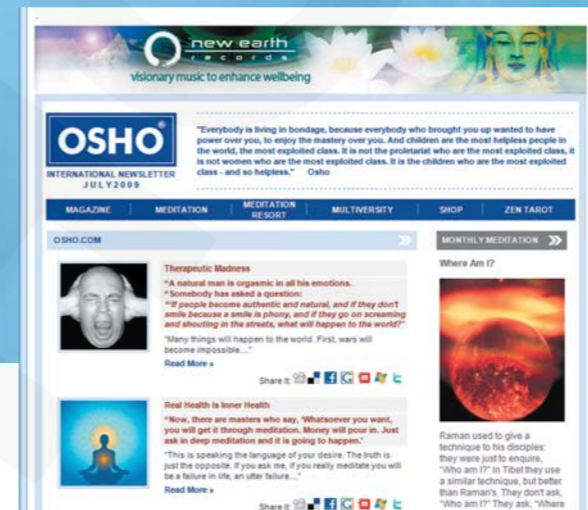 new earth
records
visionary music to enhance wellbeing
OSHO®
INTERNATIONAL NEWSLETTER
JULY2009
"Everybody is living in bondage, because everybody who brought you up wanted to have
power over you, to enjoy the mastery over you. And children are the most helpless people in
the world, the most exploited class. It is not the proletariat who are the most exploited class, it
is not women who are the most exploited class. It is the children who are the most exploited
class - and so helpless." Osho
MAGAZINE
MEDITATION
MEDITATION
RESORT
MULTIVERSITY
SHOP
ZEN TAROT
OSHO.COM
Therapeutic Madness
"A natural man is orgasmic in all his emotions.
"Somebody has asked a question:
"'If people become authentic and natural, and if they don't
smile because a smile is phony, and if they go on screaming
and shouting in the streets, what will happen to the world?'
"Many things will happen to the world. First, wars will
become impossible...."
Read More »
Share It:
Real Health Is Inner Health
"Now, there are masters who say, 'Whatsoever you want,
you will get it through meditation. Money will pour in. Just
ask in deep meditation and it is going to happen.'
"This is speaking the language of your desire. The truth is
just the opposite. If you ask me, if you really meditate you will
be a failure in life, an utter failure...."
Read More »
Share It:
MONTHLY MEDITATION
Where Am I?
Raman used to give a
technique to his disciples:
they were just to enquire,
"Who am I?" In Tibet they use
a similar technique, but better
than Raman's. They don't ask,
"Who am I?" They ask, "Where